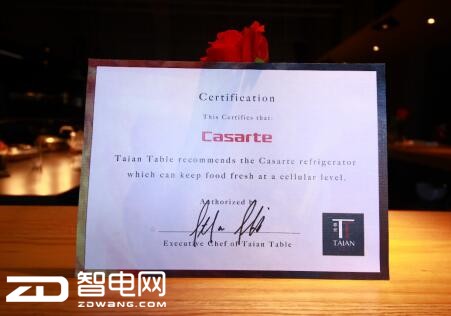 Certification
This Certifies that:
Casarte
Taian Table recommends the Casarte refrigerator
which can keep food fresh at a cellular level.
Authorized by
Executive Chef of Taian Table
TAIAN
ZD 智电网
ZDWANG.COM